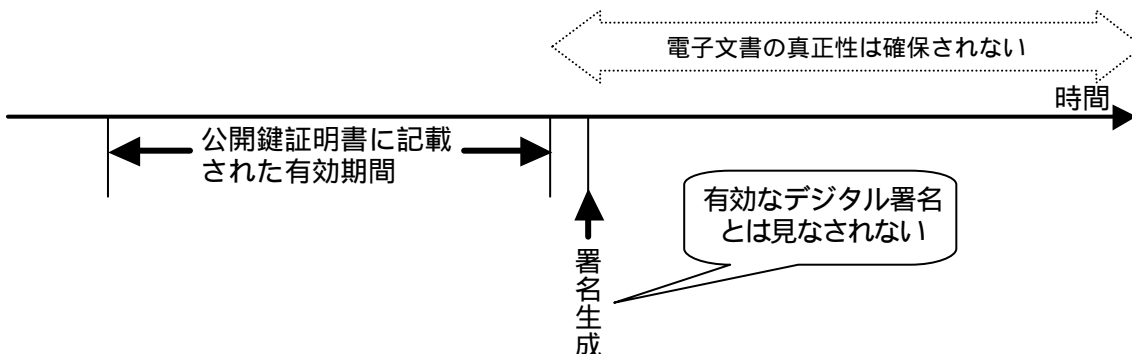 電子文書の真正性は確保されない
時間
公開鍵証明書に記載
された有効期間
有効なデジタル署名
とは見なされない
署名生成